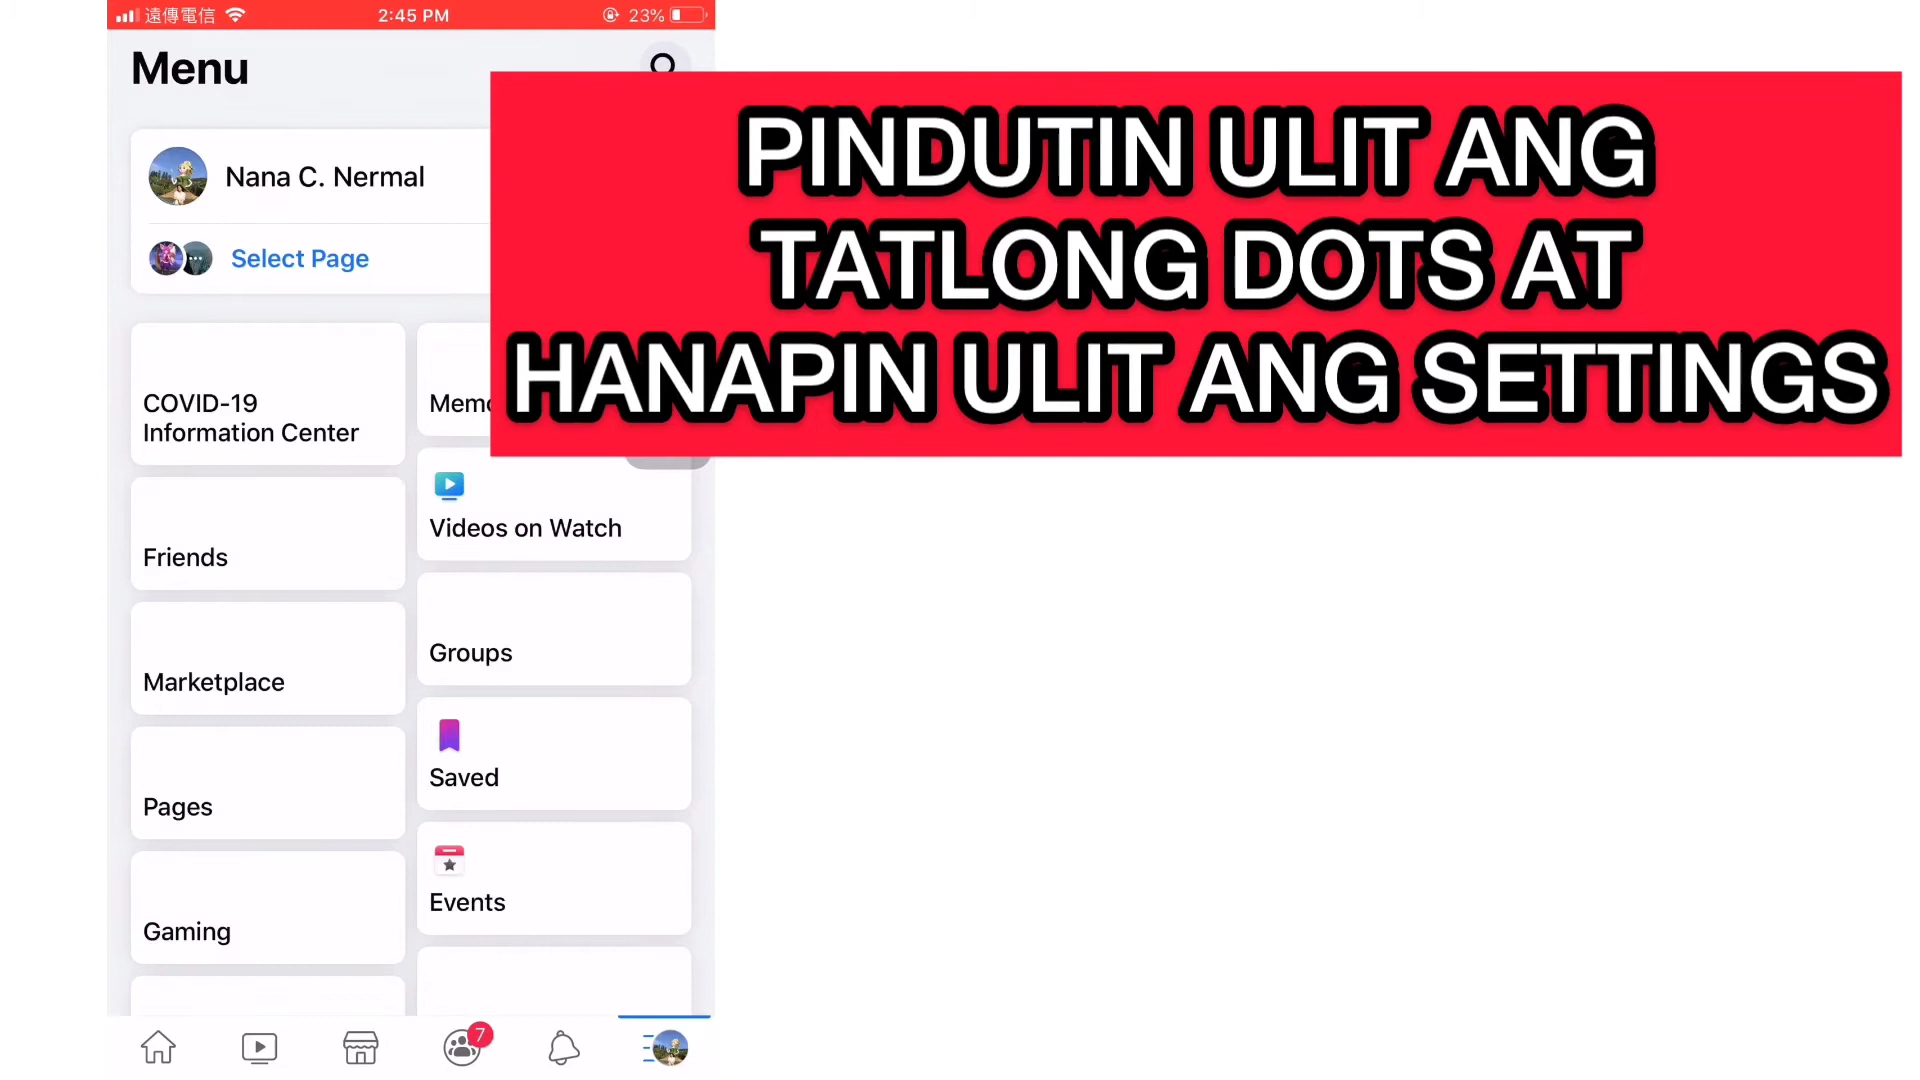 遠傳電信
2:45 PM
23%
Menu
PINDUTIN ULIT ANG
TATLONG DOTS AT
HANAPIN ULIT ANG SETTINGS
Nana C. Nermal
Select Page
COVID-19
Information Center
Videos on Watch
Friends
Groups
Marketplace
Saved
Pages
Events
Gaming
7